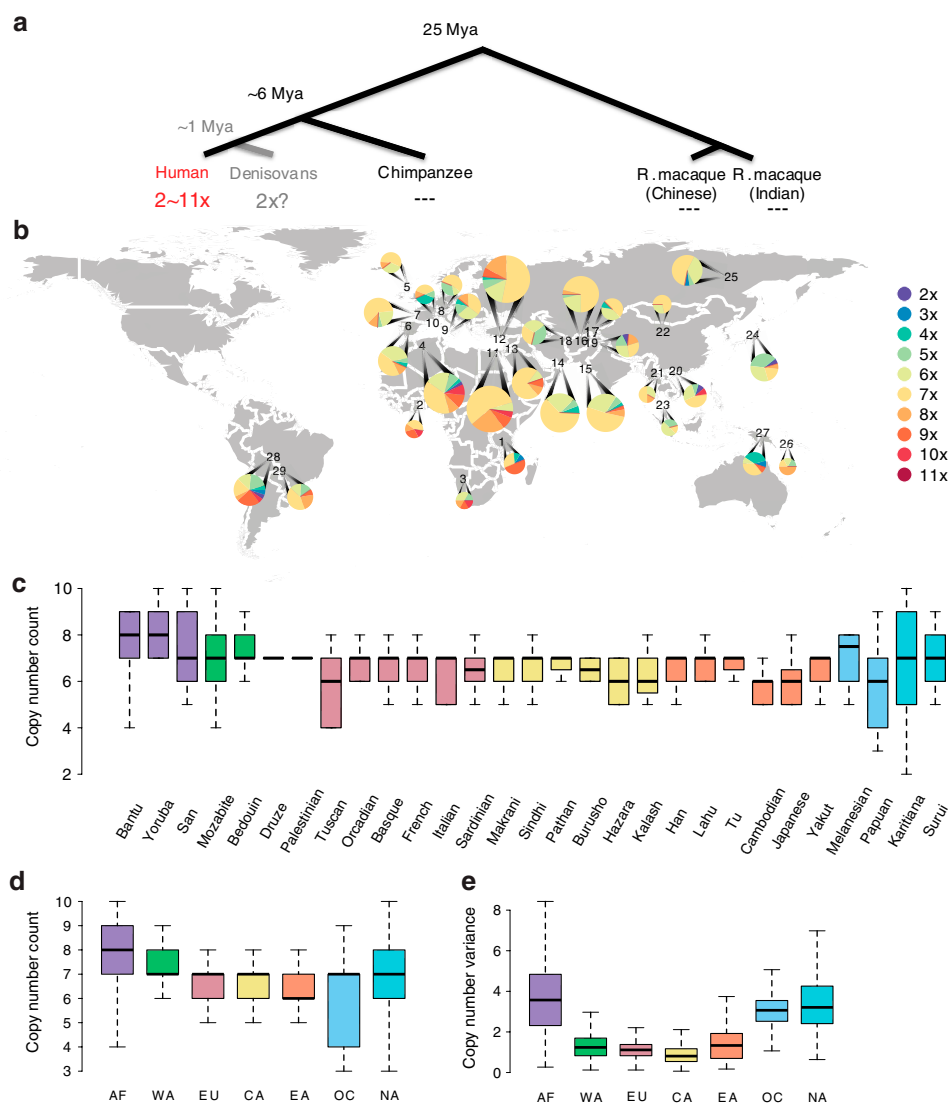 a
25 Mya
~6 Mya
~1 Mya
Human Denisovans Chimpanzee R.macaque (Chinese) R.macaque (Indian)
2~11x 2x? --- --- ---
b
5
25
7
8
10
9
6
12
11
13
4
2
1
3
18
16
17
19
22
14
15
21
20
23
24
27
26
28
29
2x
3x
4x
5x
6x
7x
8x
9x
10x
11x
c
Copy number count
10
8
6
4
2
Bantu
Yoruba
San
Mozabite
Bedouin
Druze
Palestinian
Tuscan
Orcadian
Basque
French
Italian
Sardinian
Makrani
Sindhi
Pathan
Burusho
Hazara
Kalash
Han
Lahu
Tu
Cambodian
Japanese
Yakut
Melanesian
Papuan
Karitiana
Surui
d
Copy number count
10
9
8
7
6
5
4
3
AF WA EU CA EA OC NA
e
Copy number variance
8
6
4
2
0
AF WA EU CA EA OC NA